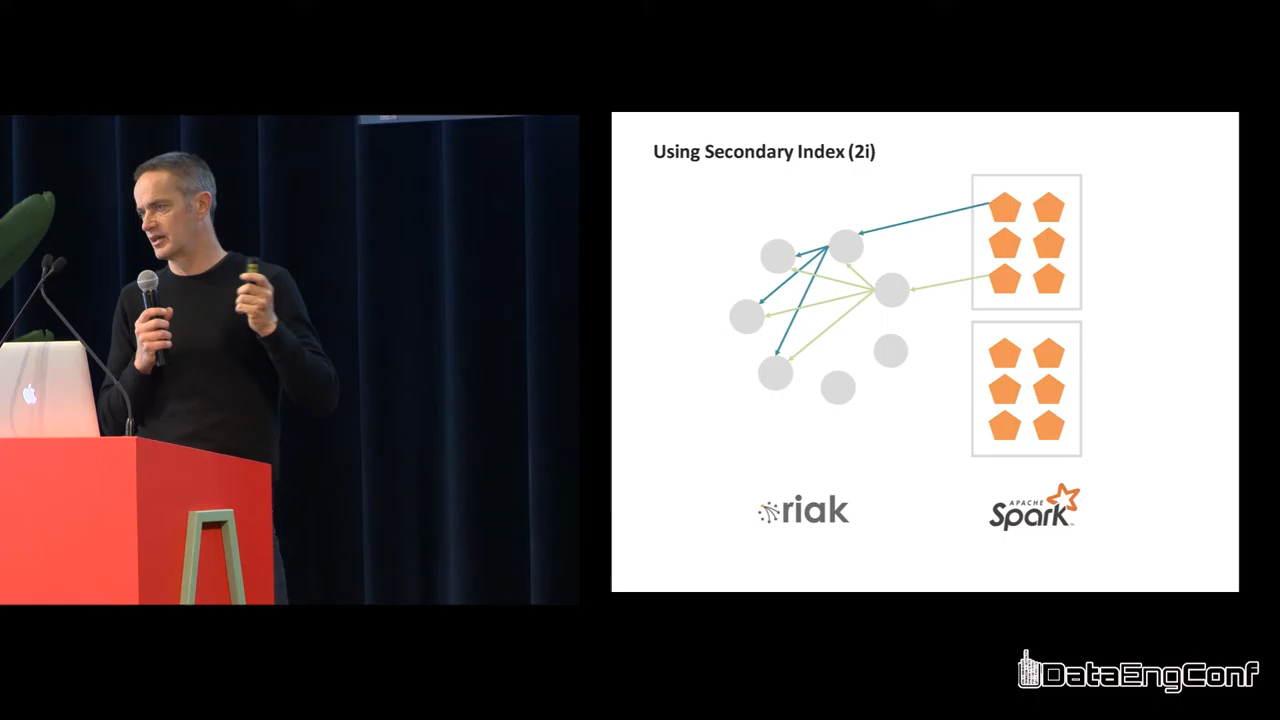 Using Secondary Index (2i)
riak
APACHE
Spark
DataEngConf